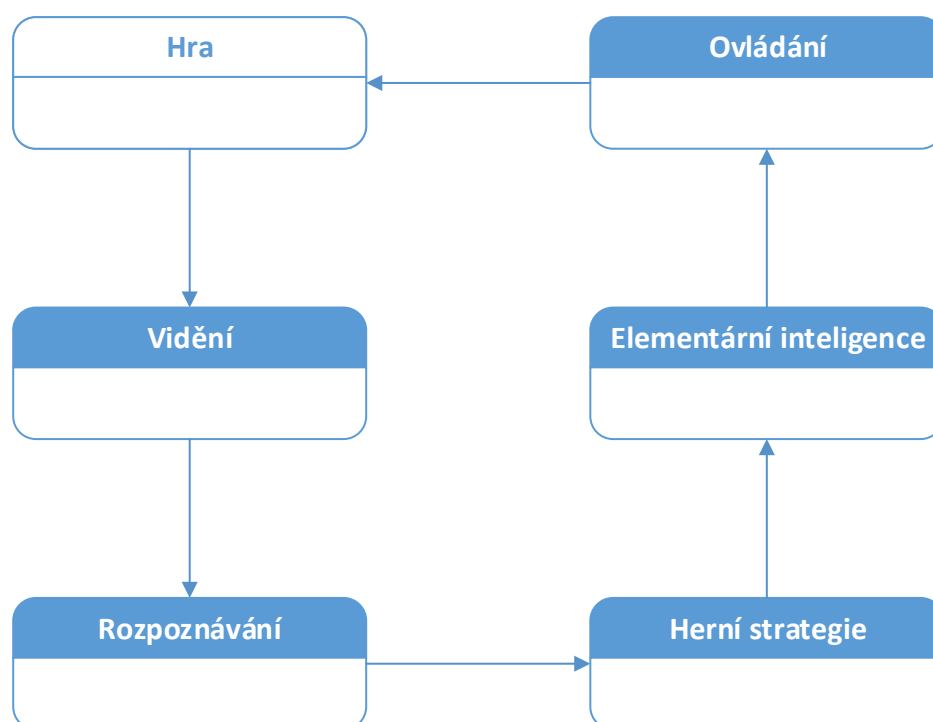 Hra
Ovládání
Vidění
Elementární inteligence
Rozpoznávání
Herní strategie